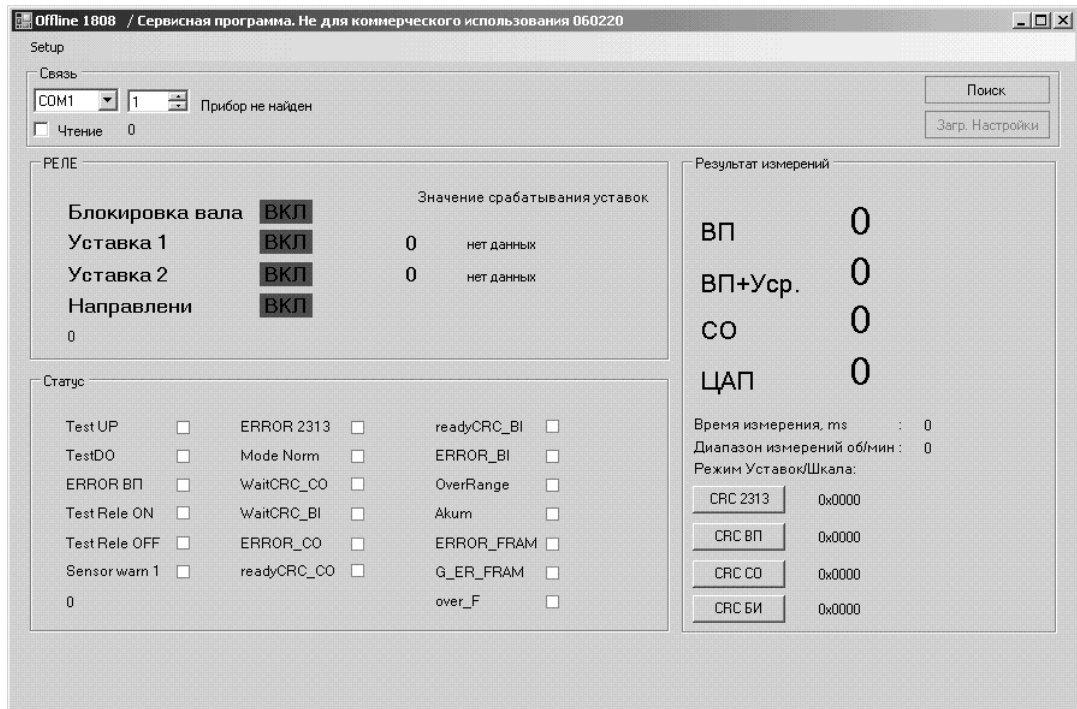 Offline 1808 / Сервисная программа. Не для коммерческого использования 060220
Setup
Связь
COM1 1 Прибор не найден
Поиск
Чтение 0
Загр. Настройки
РЕЛЕ
Значение срабатывания уставок
Блокировка вала ВКЛ
Уставка 1 ВКЛ 0 нет данных
Уставка 2 ВКЛ 0 нет данных
Направлени ВКЛ
0
Результат измерений
ВП 0
ВП+Уср. 0
СО 0
ЦАП 0
Время измерения, ms : 0
Диапазон измерений об/мин : 0
Режим Уставок/Шкала:
CRC 2313 0x0000
CRC ВП 0x0000
CRC CO 0x0000
CRC БИ 0x0000
Статус
Test UP ERROR 2313 readyCRC_BI
TestDO Mode Norm ERROR_BI
ERROR ВП WaitCRC_CO OverRange
Test Rele ON WaitCRC_BI Akum
Test Rele OFF ERROR_CO ERROR_FRAM
Sensor warn 1 readyCRC_CO G_ER_FRAM
0 over_F